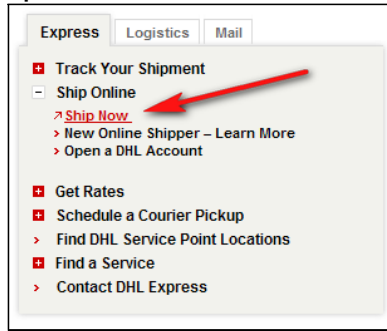 Express Logistics Mail
Track Your Shipment
Ship Online
Ship Now
New Online Shipper – Learn More
Open a DHL Account
Get Rates
Schedule a Courier Pickup
Find DHL Service Point Locations
Find a Service
Contact DHL Express